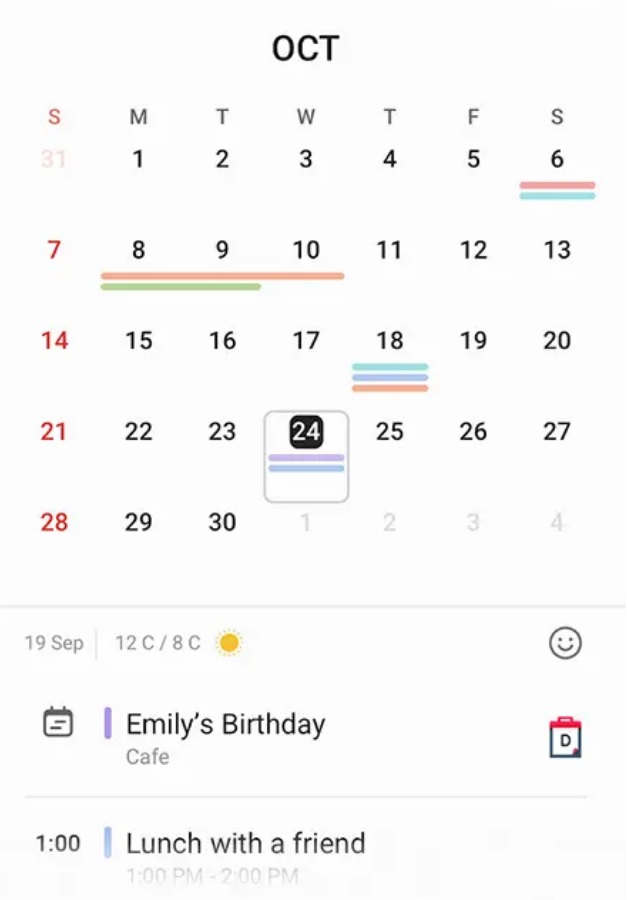 OCT
S M T W T F S
31 1 2 3 4 5 6
7 8 9 10 11 12 13
14 15 16 17 18 19 20
21 22 23 24 25 26 27
28 29 30 1 2 3 4
19 Sep 12 C / 8 C
Emily’s Birthday
Cafe
D
1:00 Lunch with a friend
1:00 PM - 2:00 PM